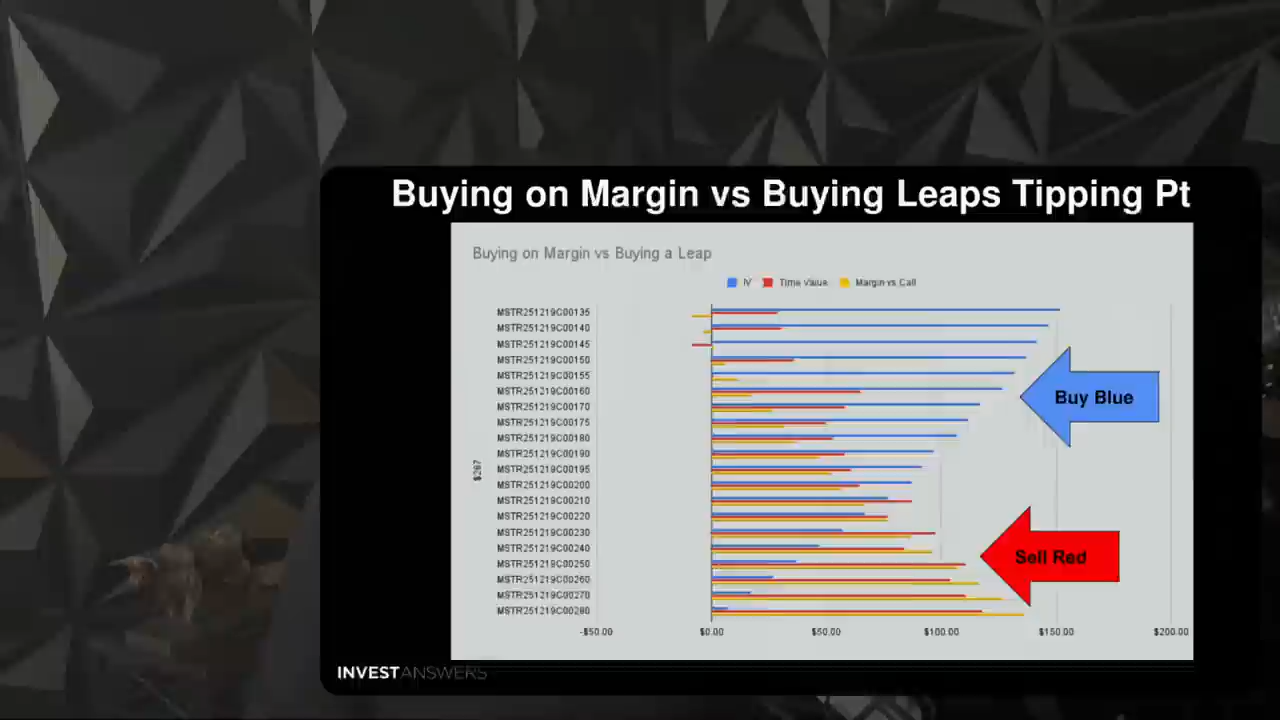 Buying on Margin vs Buying Leaps Tipping Pt
Buying on Margin vs Buying a Leap
IV Time Value Margin vs Call
MSTR251219C00135
MSTR251219C00140
MSTR251219C00145
MSTR251219C00150
MSTR251219C00155
MSTR251219C00160
MSTR251219C00170
MSTR251219C00175
MSTR251219C00180
MSTR251219C00190
MSTR251219C00195
MSTR251219C00200
MSTR251219C00210
MSTR251219C00220
MSTR251219C00230
MSTR251219C00240
MSTR251219C00250
MSTR251219C00260
MSTR251219C00270
MSTR251219C00280
$267
Buy Blue
Sell Red
-$50.00 $0.00 $50.00 $100.00 $150.00 $200.00
INVESTANSWERS